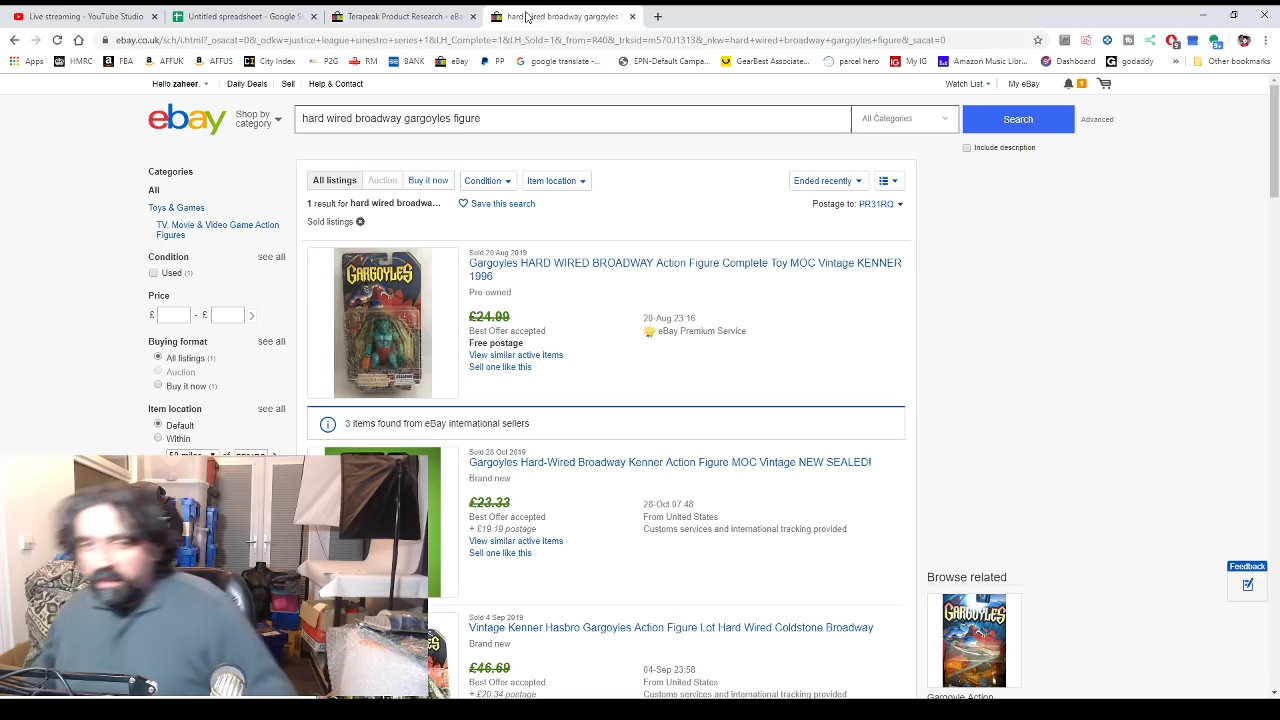 Live streaming - YouTube Studio
Untitled spreadsheet - Google S
Terapeak Product Research - eBa
hard wired broadway gargoyles
ebay.co.uk/sch/i.html?_osacat=0&_odkw=justice+league+sinestro+series+1&LH_Complete=1&LH_Sold=1&_from=R40&_trksid=m570.l1313&_nkw=hard+wired+broadway+gargoyles+figure&_sacat=0
Apps HMRC FBA AFFUK AFFUS City Index P2G RM BANK eBay PP google translate -... EPN-Default Campa... GearBest Associate... parcel hero My IG Amazon Music Libr... Dashboard godaddy » Other bookmarks
Hello zaheer. Daily Deals Sell Help & Contact Watch List My eBay 1
ebay
Shop by category
hard wired broadway gargoyles figure
All Categories
Search
Advanced
Include description
Categories
All
Toys & Games
TV, Movie & Video Game Action
Figures
Condition see all
Used (1)
Price
£ - £
Buying format see all
All listings (1)
Auction
Buy it now (1)
Item location see all
Default
Within
All listings Auction Buy it now Condition Item location Ended recently
1 result for hard wired broadwa... Save this search Postage to: PR31RQ
Sold listings
Sold 20 Aug 2019
Gargoyles HARD WIRED BROADWAY Action Figure Complete Toy MOC Vintage KENNER
1996
Pre-owned
£24.99 20-Aug 23:16
Best Offer accepted eBay Premium Service
Free postage
View similar active items
Sell one like this
GARGOYLES
3 items found from eBay International sellers
Sold 28 Oct 2019
Gargoyles Hard-Wired Broadway Kenner Action Figure MOC Vintage NEW SEALED!
Brand new
£23.33 28-Oct 07:48
Best Offer accepted From United States
+ £19.19 postage Customs services and international tracking provided
View similar active items
Sell one like this
Sold 4 Sep 2019
Vintage Kenner Hasbro Gargoyles Action Figure Lot Hard Wired Coldstone Broadway
Brand new
£46.69 04-Sep 23:58
Best Offer accepted From United States
+ £20.34 postage Customs services and international tracking provided
Feedback
Browse related
GARGOYLES
Gargoyle Action